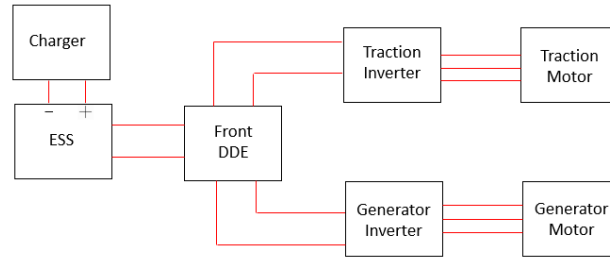 Charger
− +
ESS
Front
DDE
Traction
Inverter
Traction
Motor
Generator
Inverter
Generator
Motor